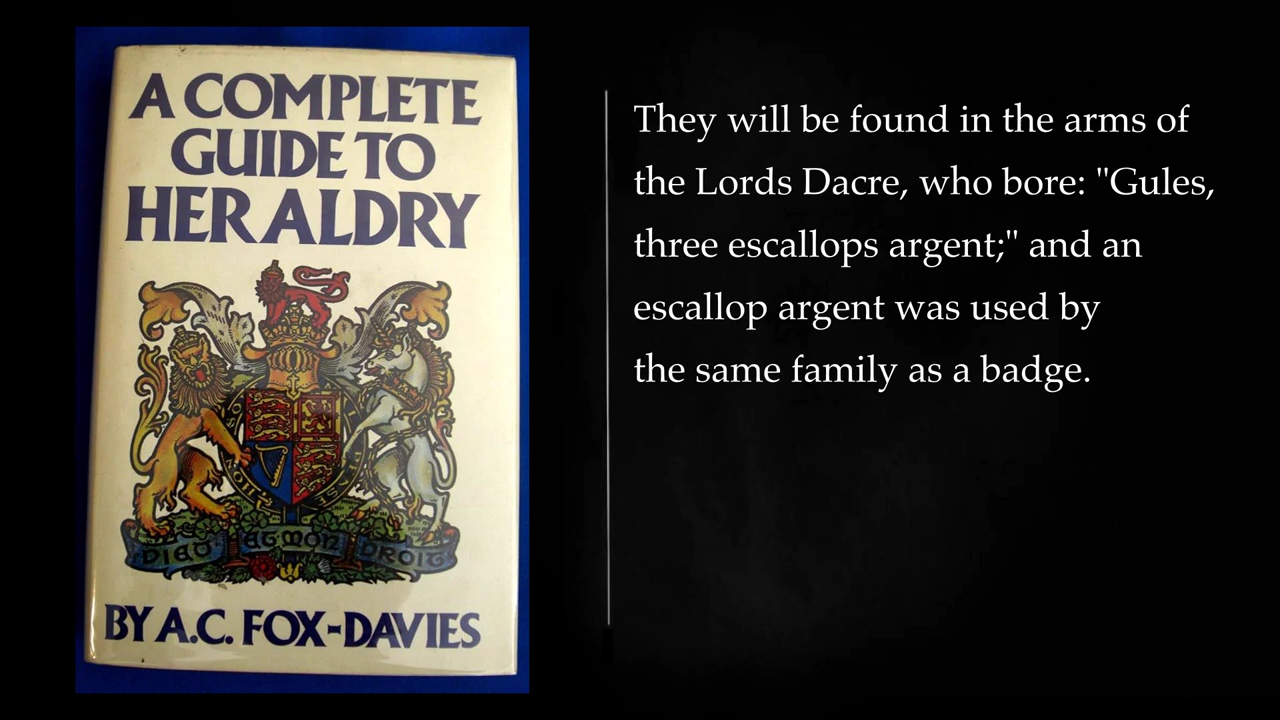 A COMPLETE
GUIDE TO
HERALDRY
DIEU ET MON DROIT
BY A.C. FOX-DAVIES
They will be found in the arms of
the Lords Dacre, who bore: "Gules,
three escallops argent;" and an
escallop argent was used by
the same family as a badge.